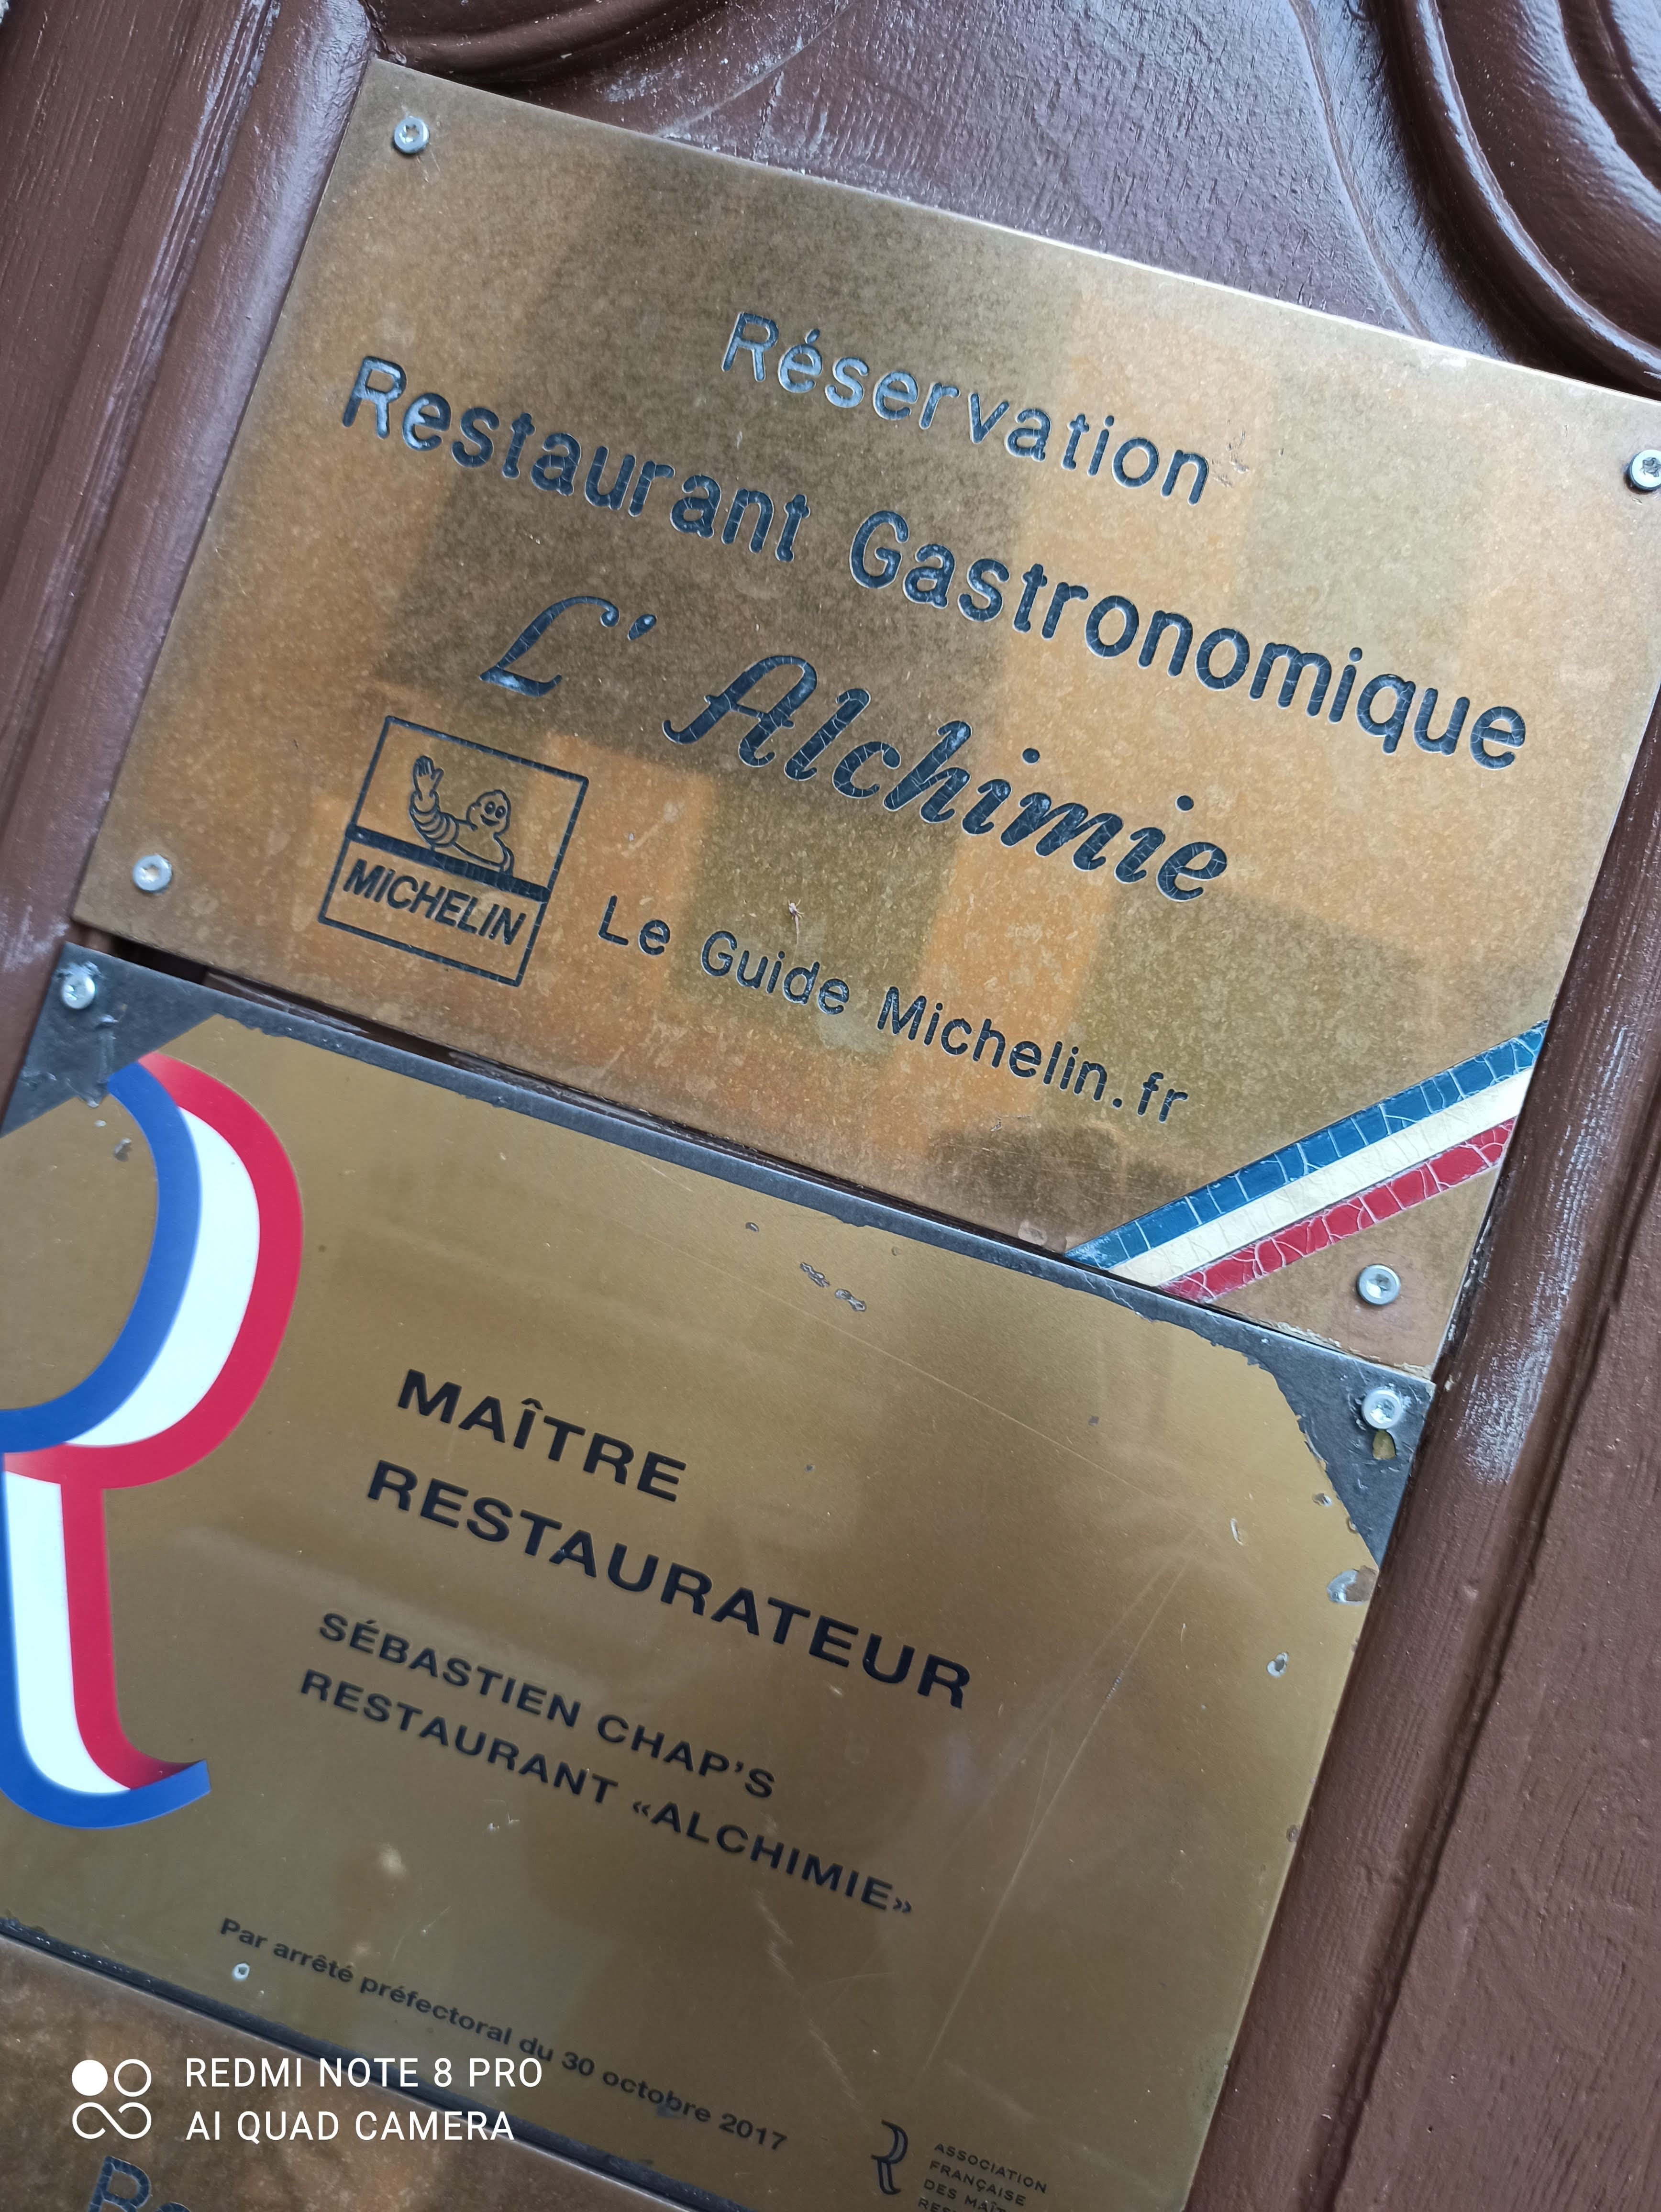 Réservation
Restaurant Gastronomique
L' Alchimie
MICHELIN
Le Guide Michelin.fr
MAÎTRE
RESTAURATEUR
SÉBASTIEN CHAP'S
RESTAURANT «ALCHIMIE»
Par arrêté préfectoral du 30 octobre 2017
ASSOCIATION
FRANÇAISE
DES
REDMI NOTE 8 PRO
AI QUAD CAMERA